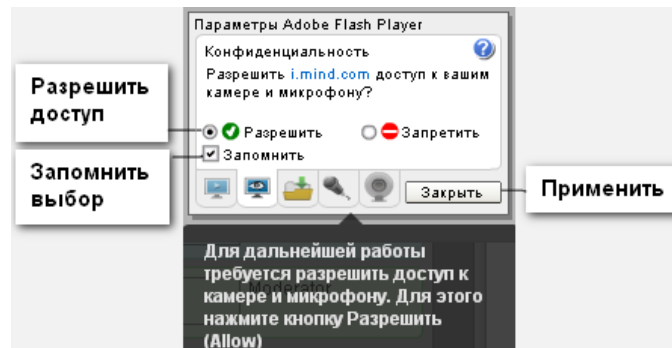 Параметры Adobe Flash Player
Конфиденциальность
Разрешить i.mind.com доступ к вашим
камере и микрофону?
Разрешить
Запретить
Запомнить
Закрыть
Разрешить
доступ
Запомнить
выбор
Применить
Для дальнейшей работы
требуется разрешить доступ к
камере и микрофону. Для этого
нажмите кнопку Разрешить
(Allow)
Moderator